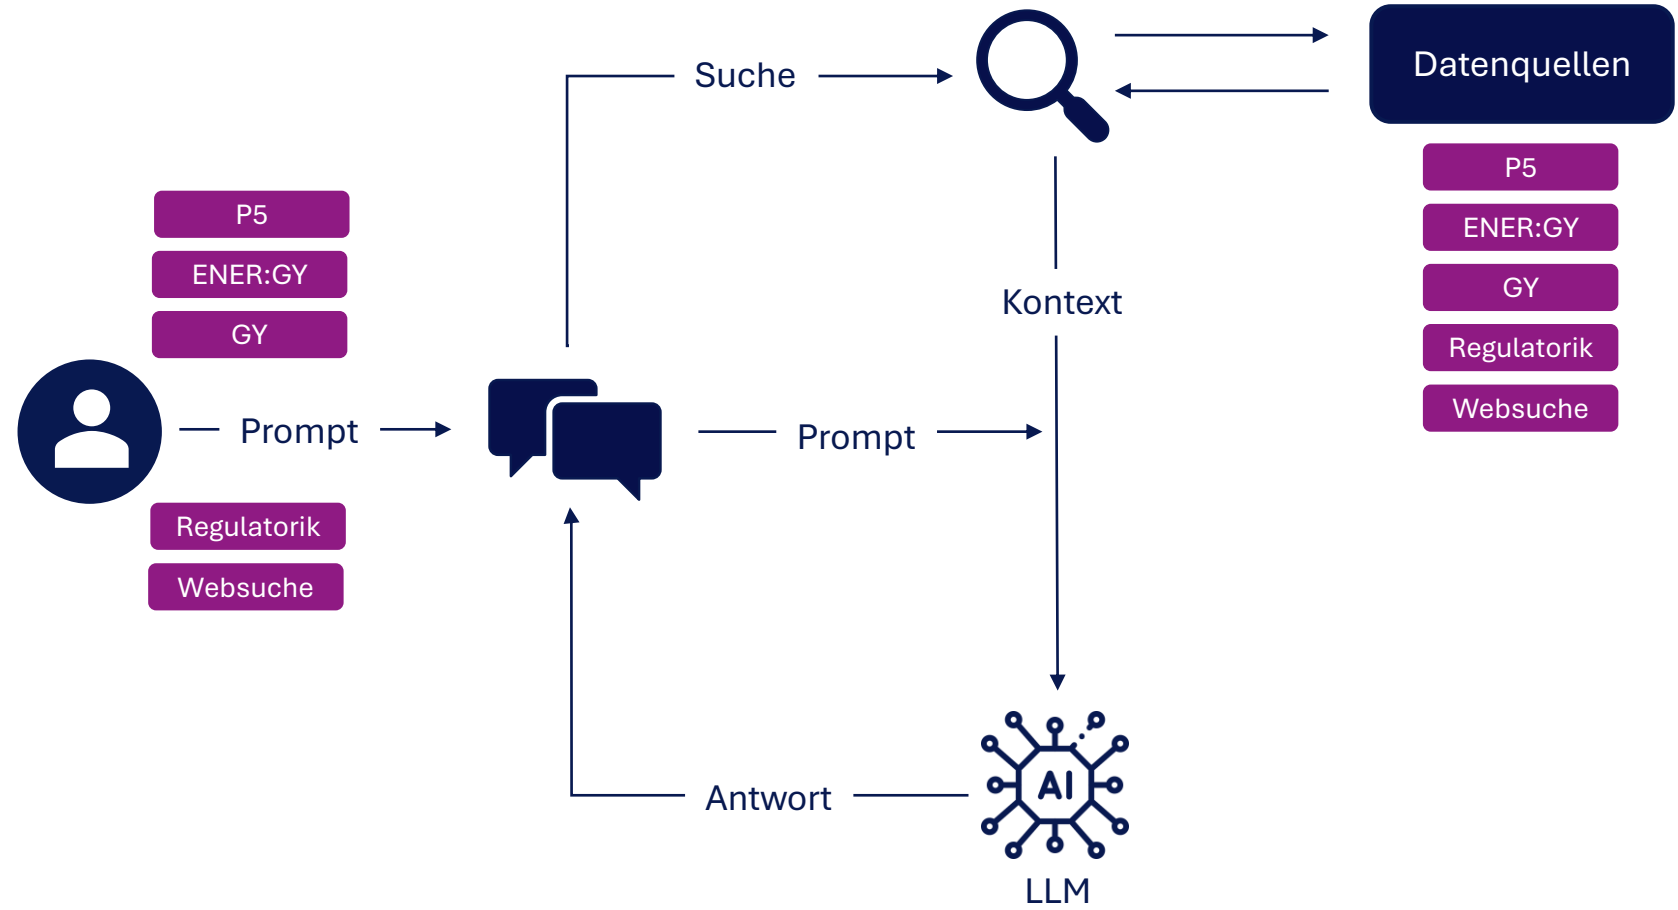 Suche
Datenquellen
P5
ENER:GY
GY
Regulatorik
Websuche
P5
ENER:GY
GY
Kontext
Prompt
Prompt
Regulatorik
Websuche
Antwort
AI
LLM